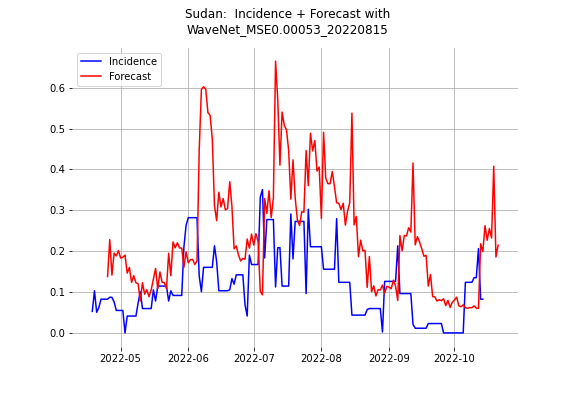 Sudan:  Incidence + Forecast with
WaveNet_MSE0.00053_20220815
Incidence
Forecast
0.6
0.5
0.4
0.3
0.2
0.1
0.0
2022-05 2022-06 2022-07 2022-08 2022-09 2022-10